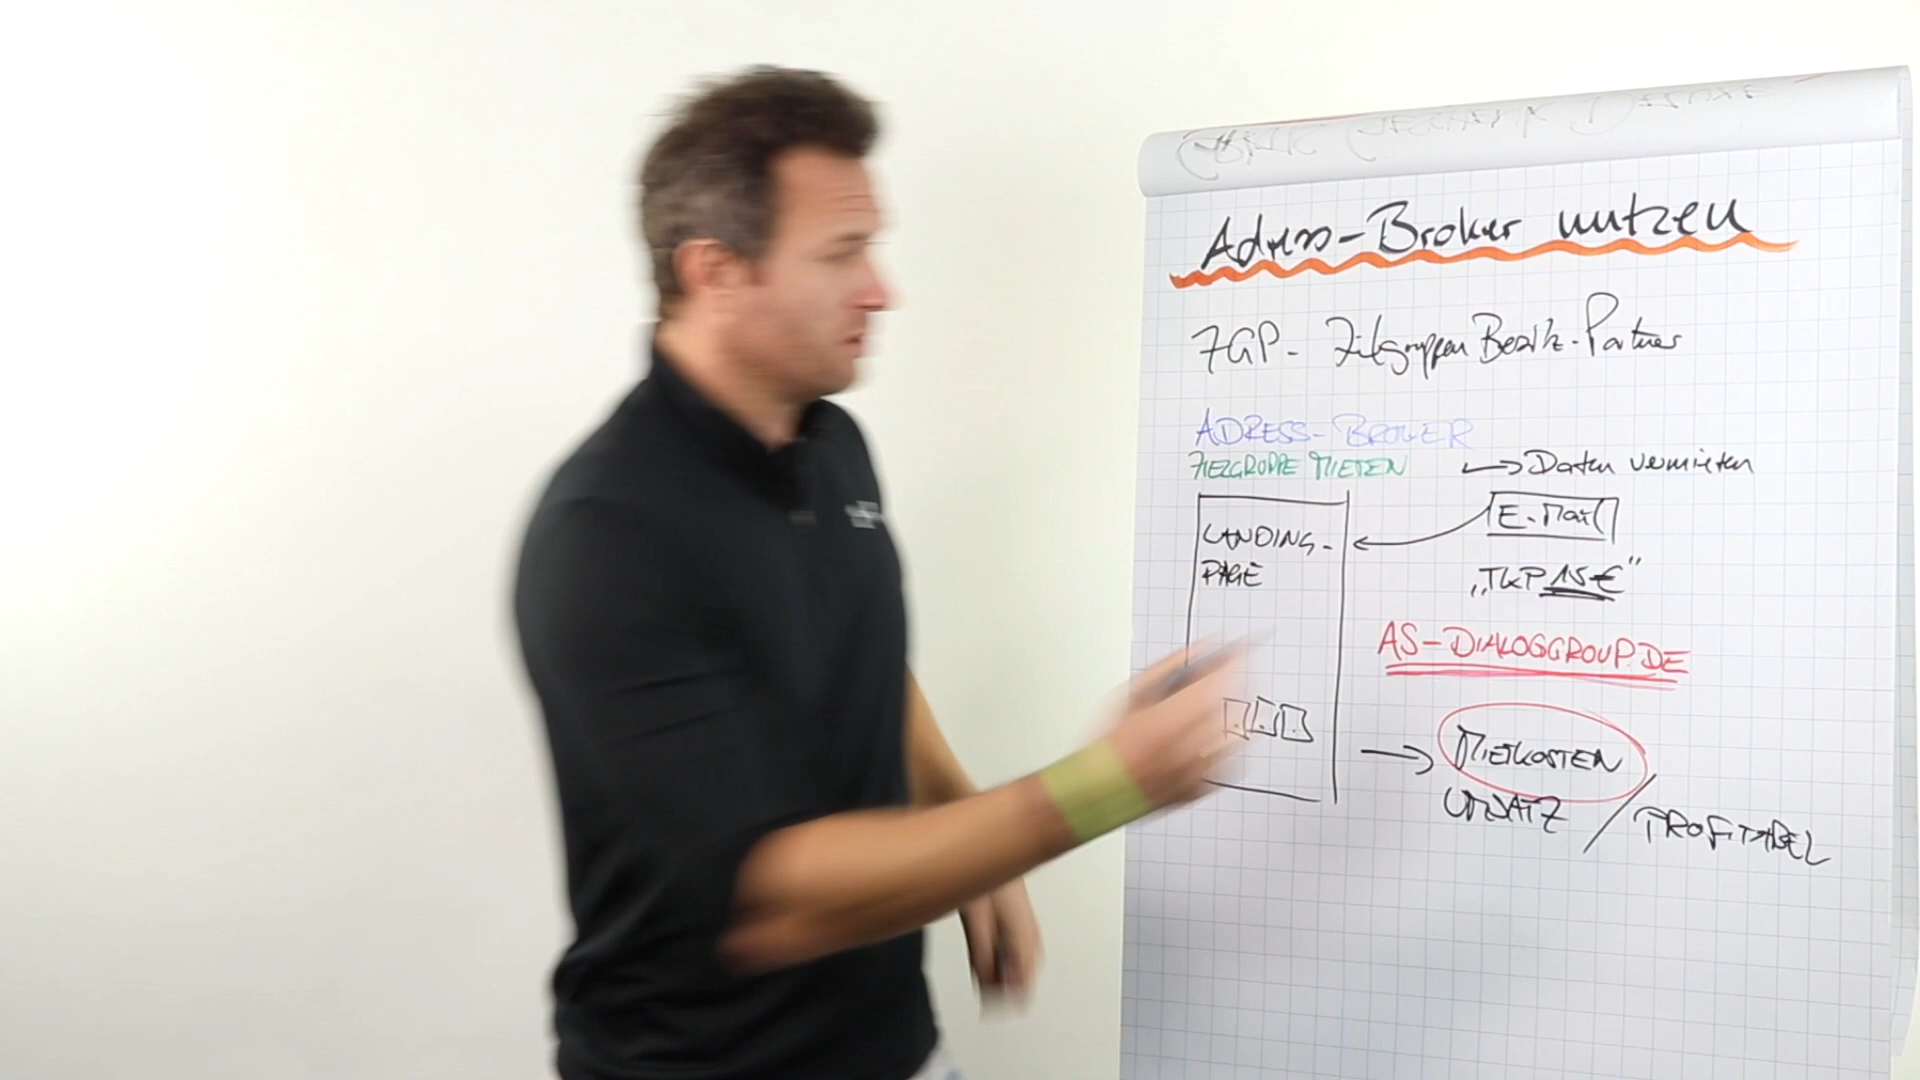 Adress-Broker nutzen
ZGP - Zielgruppen Besitz-Partner
ADRESS-BROKER
ZIELGRUPPE MIETEN
Daten vermieten
E-Mail
LANDING-
PAGE
„TKP 15€"
AS-DIALOGGROUP.DE
MIETKOSTEN
UMSATZ / PROFITABEL